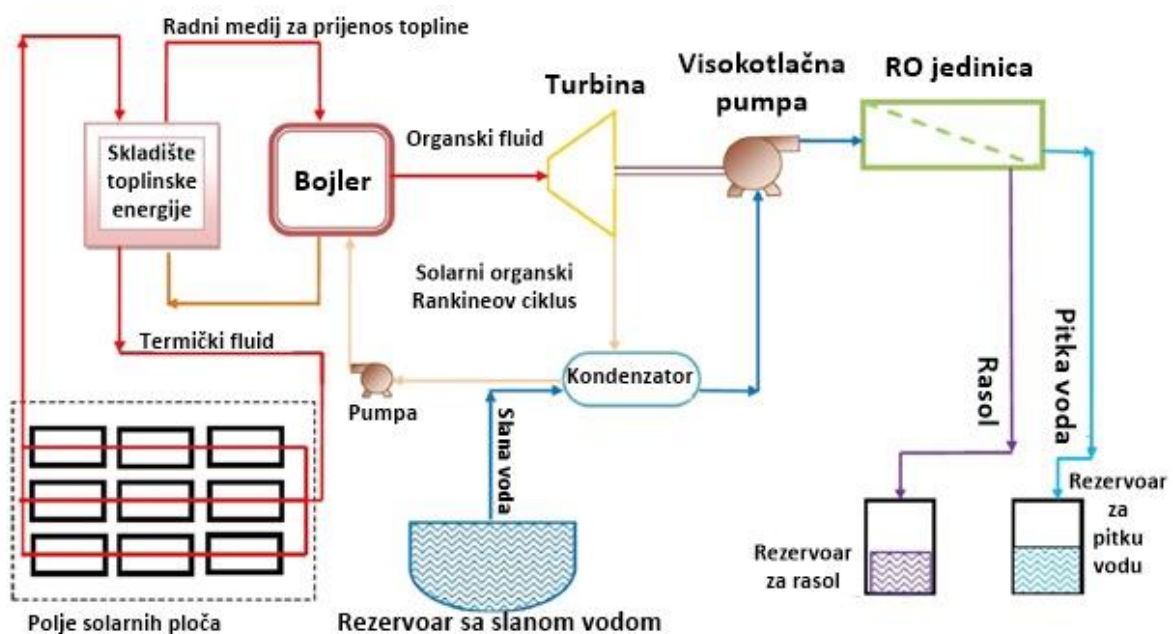 Radni medij za prijenos topline
Skladište
toplinske
energije
Bojler
Organski fluid
Turbina
Visokotlačna
pumpa
RO jedinica
Solarni organski
Rankineov ciklus
Termički fluid
Pumpa
Kondenzator
Slana voda
Rasol
Pitka voda
Polje solarnih ploča
Rezervoar sa slanom vodom
Rezervoar
za rasol
Rezervoar
za
pitku
vodu